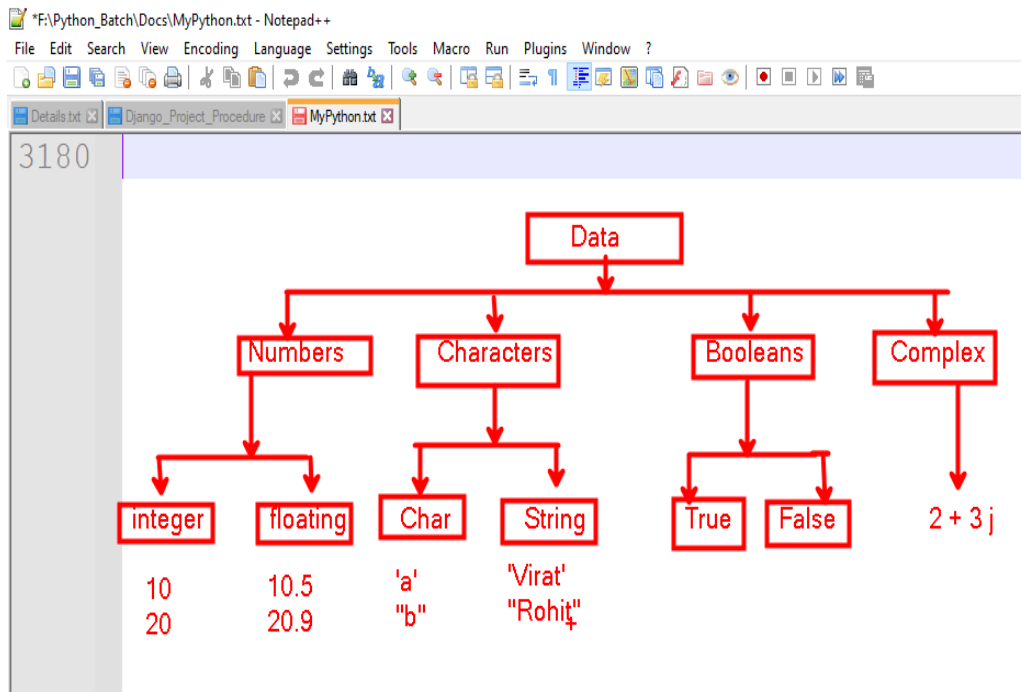 *F:\Python_Batch\Docs\MyPython.txt - Notepad++
File Edit Search View Encoding Language Settings Tools Macro Run Plugins Window ?
Details.txt Django_Project_Procedure MyPython.txt
3180
Data
Numbers Characters Booleans Complex
integer floating Char String True False 2 + 3 j
10 10.5 'a' 'Virat'
20 20.9 "b" "Rohit"